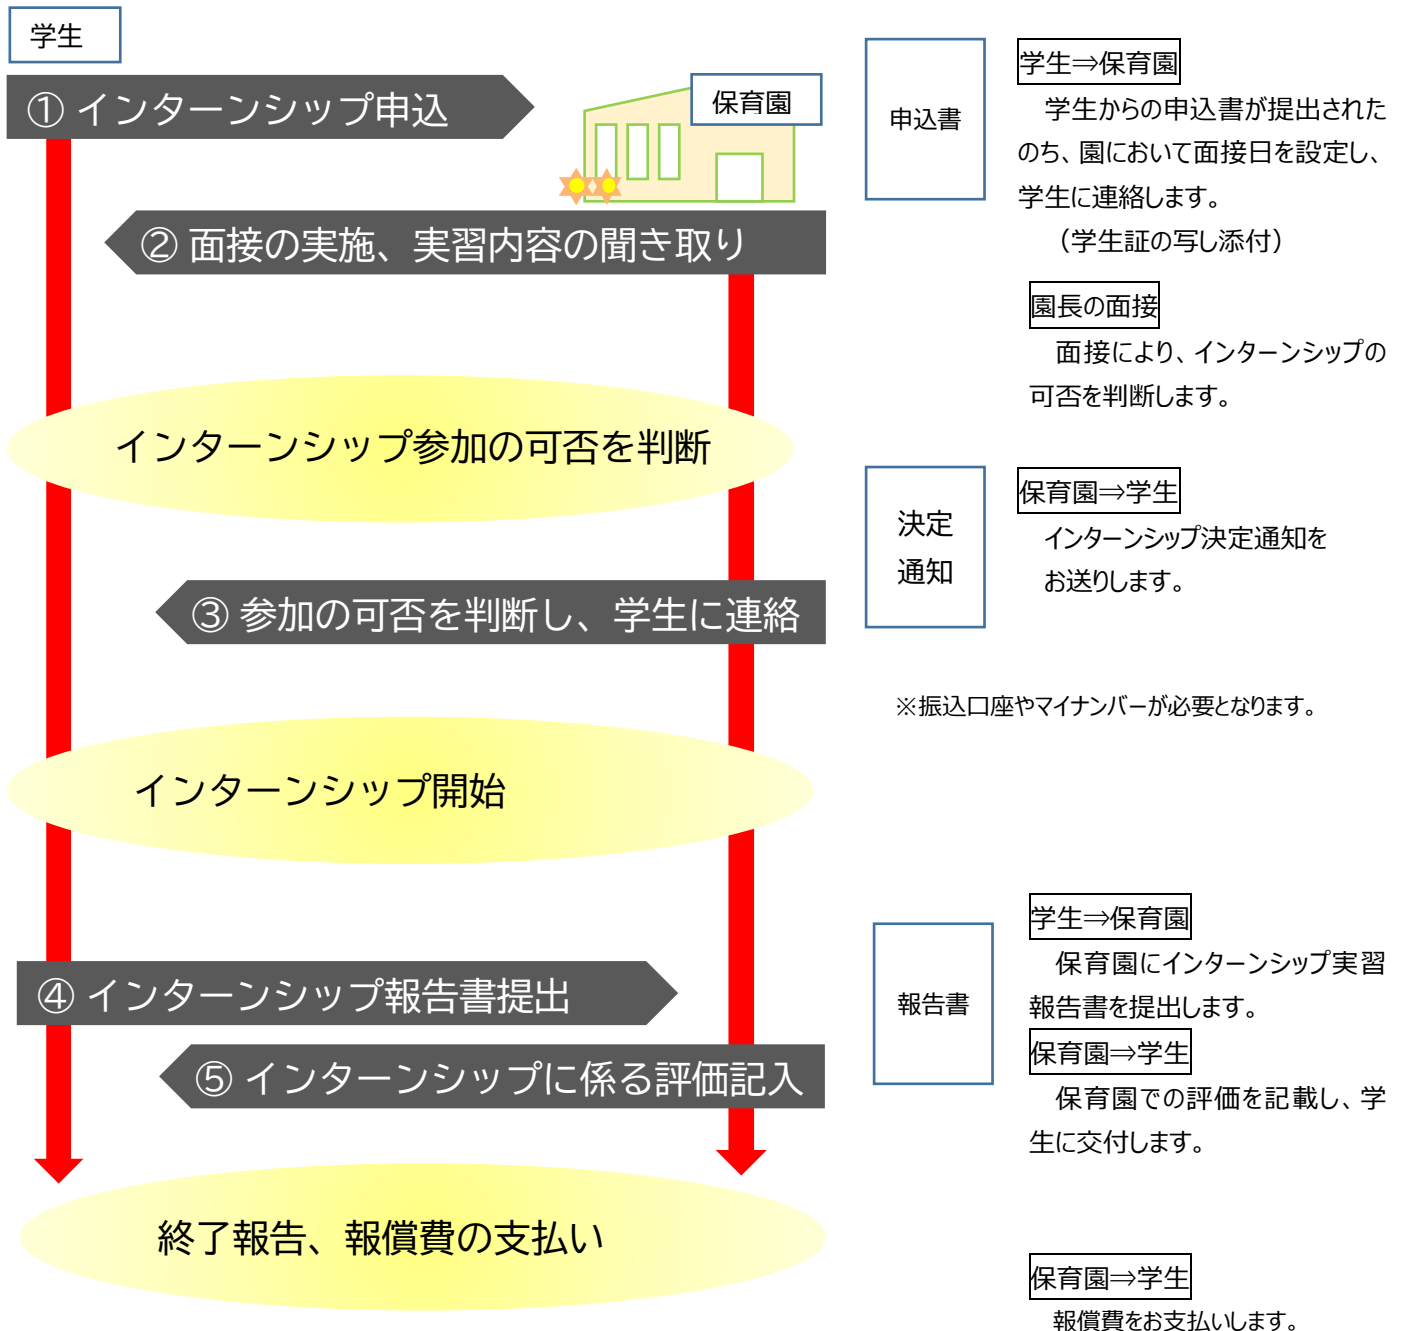 学生
① インターンシップ申込
保育園
② 面接の実施、実習内容の聞き取り
インターンシップ参加の可否を判断
③ 参加の可否を判断し、学生に連絡
インターンシップ開始
④ インターンシップ報告書提出
⑤ インターンシップに係る評価記入
終了報告、報償費の支払い
申込書
学生⇒保育園
学生からの申込書が提出された
のち、園において面接日を設定し、
学生に連絡します。
（学生証の写し添付）
園長の面接
面接により、インターンシップの
可否を判断します。
決定
通知
保育園⇒学生
インターンシップ決定通知を
お送りします。
※振込口座やマイナンバーが必要となります。
報告書
学生⇒保育園
保育園にインターンシップ実習
報告書を提出します。
保育園⇒学生
保育園での評価を記載し、学
生に交付します。
保育園⇒学生
報償費をお支払いします。